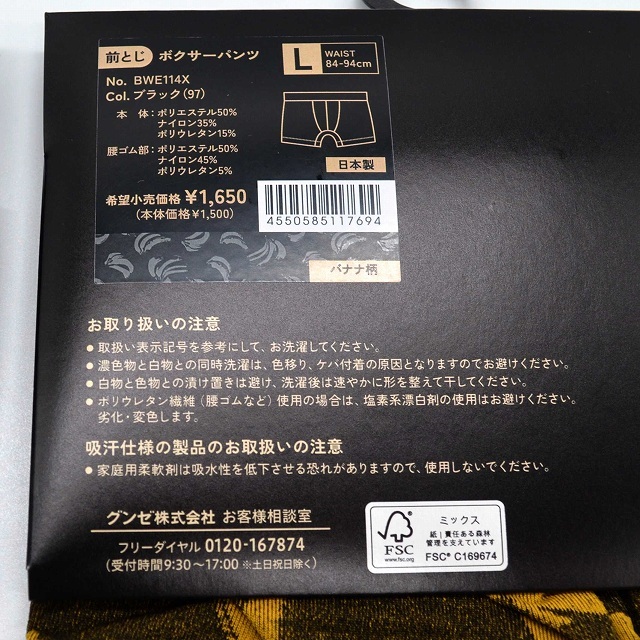 前とじ ボクサーパンツ
L WAIST 84-94cm
No. BWE114X
Col. ブラック(97)
本 体:ポリエステル50%
ナイロン35%
ポリウレタン15%
腰ゴム部:ポリエステル50%
ナイロン45%
ポリウレタン5%
日本製
希望小売価格 ¥1,650
(本体価格¥1,500)
4550585117694
バナナ柄
お取り扱いの注意
● 取扱い表示記号を参考にして、お洗濯してください。
● 濃色物と白物との同時洗濯は、色移り、ケバ付着の原因となりますのでお避けください。
● 白物と色物との漬け置きは避け、洗濯後は速やかに形を整えて干してください。
● ポリウレタン繊維(腰ゴムなど)使用の場合は、塩素系漂白剤の使用はお避けください。
劣化・変色します。
吸汗仕様の製品のお取扱いの注意
● 家庭用柔軟剤は吸水性を低下させる恐れがありますので、使用しないでください。
グンゼ株式会社 お客様相談室
フリーダイヤル 0120-167874
(受付時間9:30~17:00 ※土日祝日除く)
FSC
www.fsc.org
ミックス
紙|責任ある森林
管理を支えています
FSC® C169674